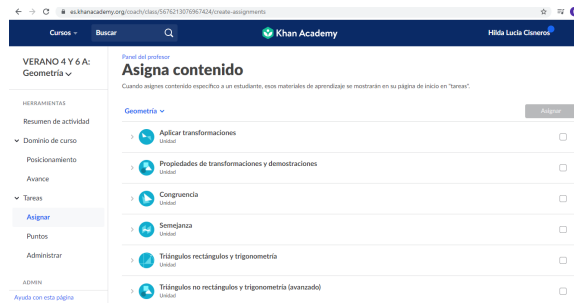 es.khanacademy.org/coach/class/5676213076967424/create-assignments
Cursos
Buscar
Khan Academy
Hilda Lucia Cisneros
VERANO 4 Y 6 A:
Geometría
HERRAMIENTAS
Resumen de actividad
Dominio de curso
Posicionamiento
Avance
Tareas
Asignar
Puntos
Administrar
ADMIN
Ayuda con esta página
Panel del profesor
Asigna contenido
Cuando asignes contenido específico a un estudiante, esos materiales de aprendizaje se mostrarán en su página de inicio en "tareas".
Geometría
Asignar
Aplicar transformaciones
Unidad
Propiedades de transformaciones y demostraciones
Unidad
Congruencia
Unidad
Semejanza
Unidad
Triángulos rectángulos y trigonometría
Unidad
Triángulos no rectángulos y trigonometría (avanzado)
Unidad